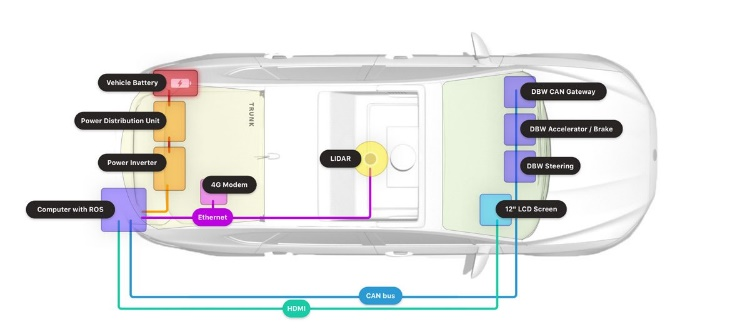 Vehicle Battery
DBW CAN Gateway
Power Distribution Unit
TRUNK
DBW Accelerator / Brake
LIDAR
Power Inverter
DBW Steering
4G Modem
Computer with ROS
Ethernet
12" LCD Screen
CAN bus
HDMI